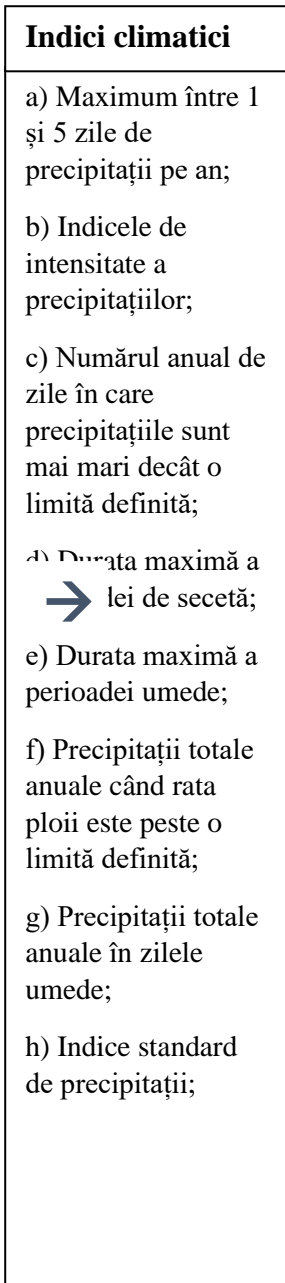 Indici climatici
a) Maximum între 1
și 5 zile de
precipitații pe an;
b) Indicele de
intensitate a
precipitațiilor;
c) Numărul anual de
zile în care
precipitațiile sunt
mai mari decât o
limită definită;
d) Durata maximă a
de secetă;
e) Durata maximă a
perioadei umede;
f) Precipitații totale
anuale când rata
ploii este peste o
limită definită;
g) Precipitații totale
anuale în zilele
umede;
h) Indice standard
de precipitații;